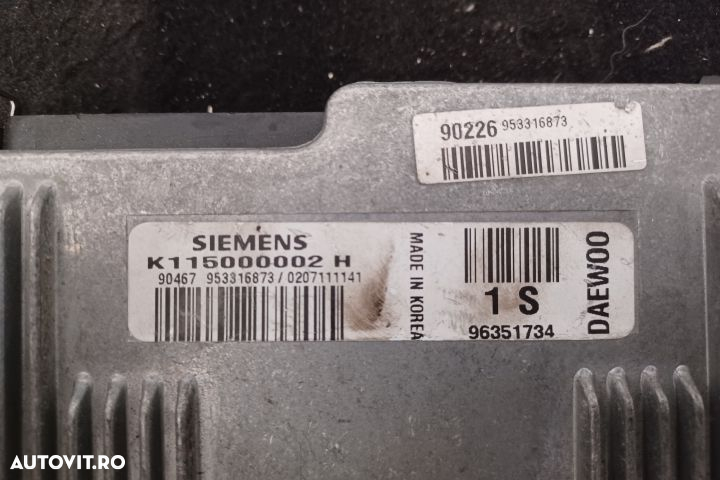 90226 953316873
SIEMENS
K115000002 H
90467 953316873 / 0207111141
MADE IN KOREA
1 S
96351734
DAEWOO
AUTOVIT.RO